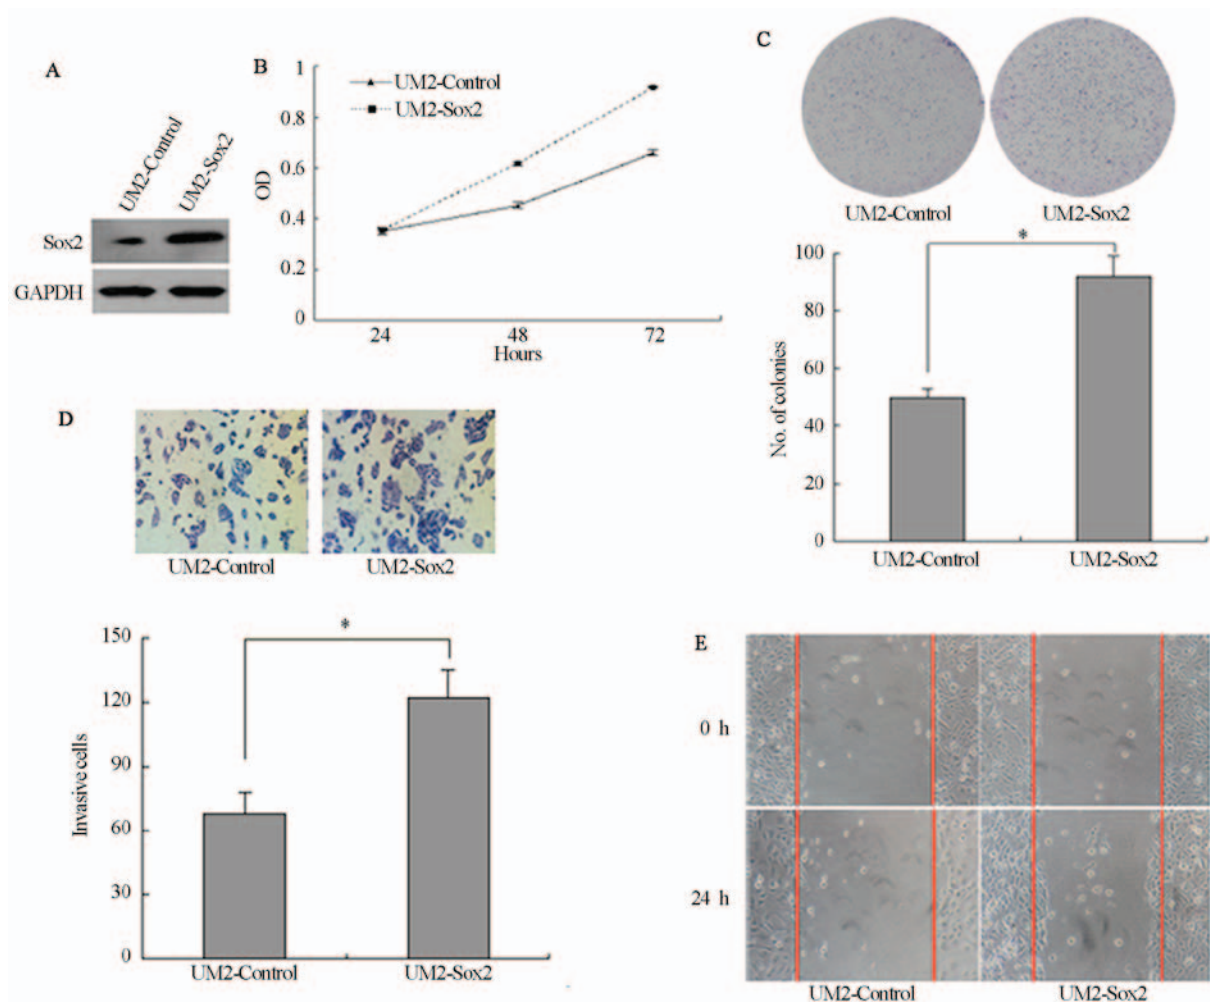 A
UM2-Control
UM2-Sox2
Sox2
GAPDH
B
1
0.8
0.6
0.4
0.2
0
OD
UM2-Control
UM2-Sox2
24
48
72
Hours
C
UM2-Control
UM2-Sox2
*
100
80
60
40
20
0
No. of colonies
UM2-Control
UM2-Sox2
D
UM2-Control
UM2-Sox2
*
150
120
90
60
30
0
Invasive cells
UM2-Control
UM2-Sox2
E
0 h
24 h
UM2-Control
UM2-Sox2